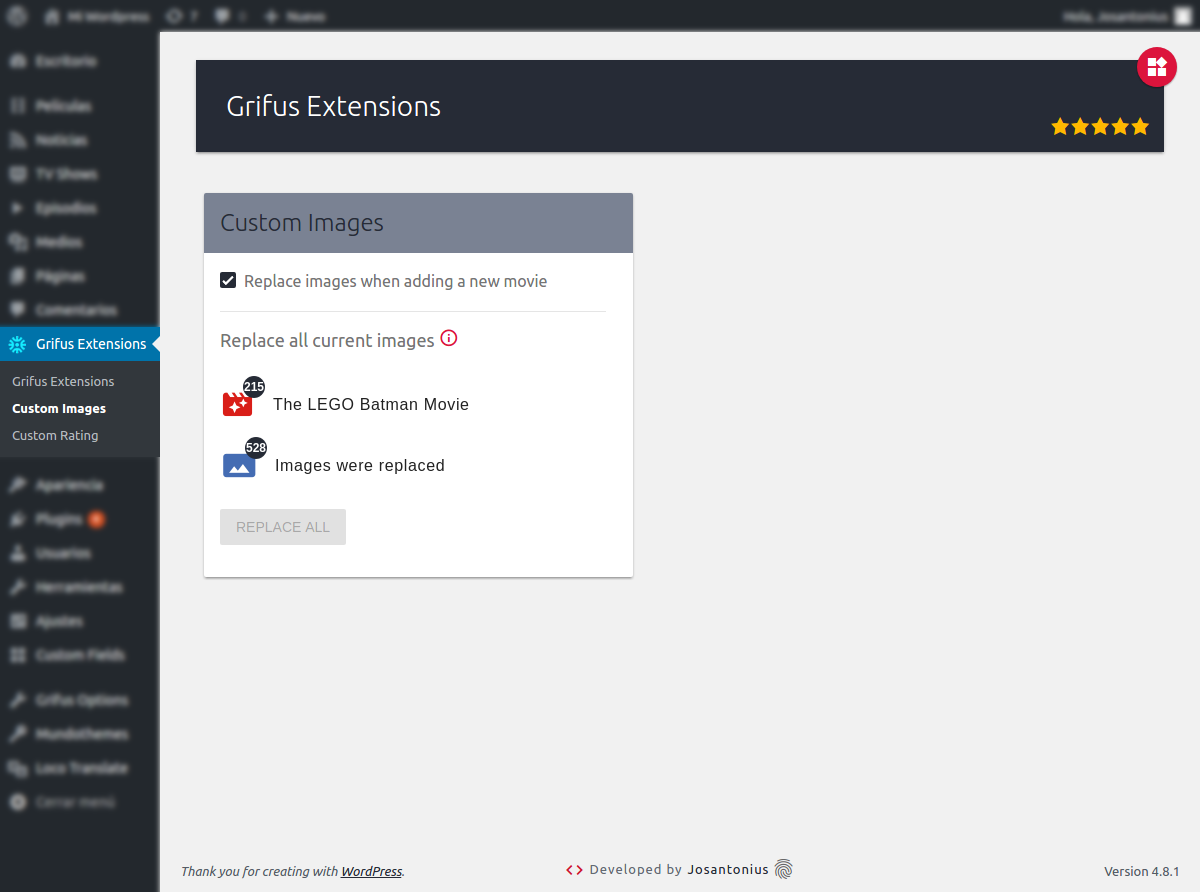 Mi Wordpress
7
Nuevo
Hola, Josantonius
Escritorio
Películas
Noticias
TV Shows
Episodios
Medios
Páginas
Comentarios
Grifus Extensions
Grifus Extensions
Custom Images
Custom Rating
Apariencia
Plugins
Usuarios
Herramientas
Ajustes
Custom Fields
Grifus Options
Mundothemes
Loco Translate
Cerrar menú
Grifus Extensions
Custom Images
Replace images when adding a new movie
Replace all current images
215
The LEGO Batman Movie
528
Images were replaced
REPLACE ALL
Thank you for creating with WordPress.
Developed by Josantonius
Version 4.8.1